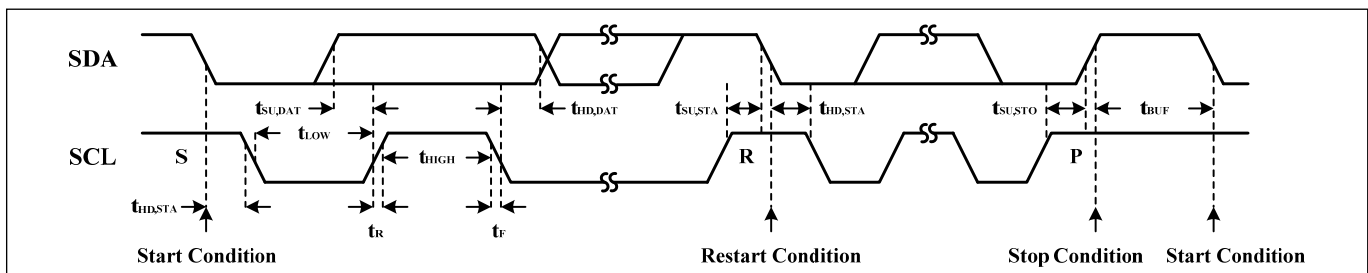 SDA
tSU,DAT tHD,DAT tSU,STA tHD,STA tSU,STO tBUF
tLOW
SCL S tHIGH R P
tHD,STA
tR tF
Start Condition Restart Condition Stop Condition Start Condition